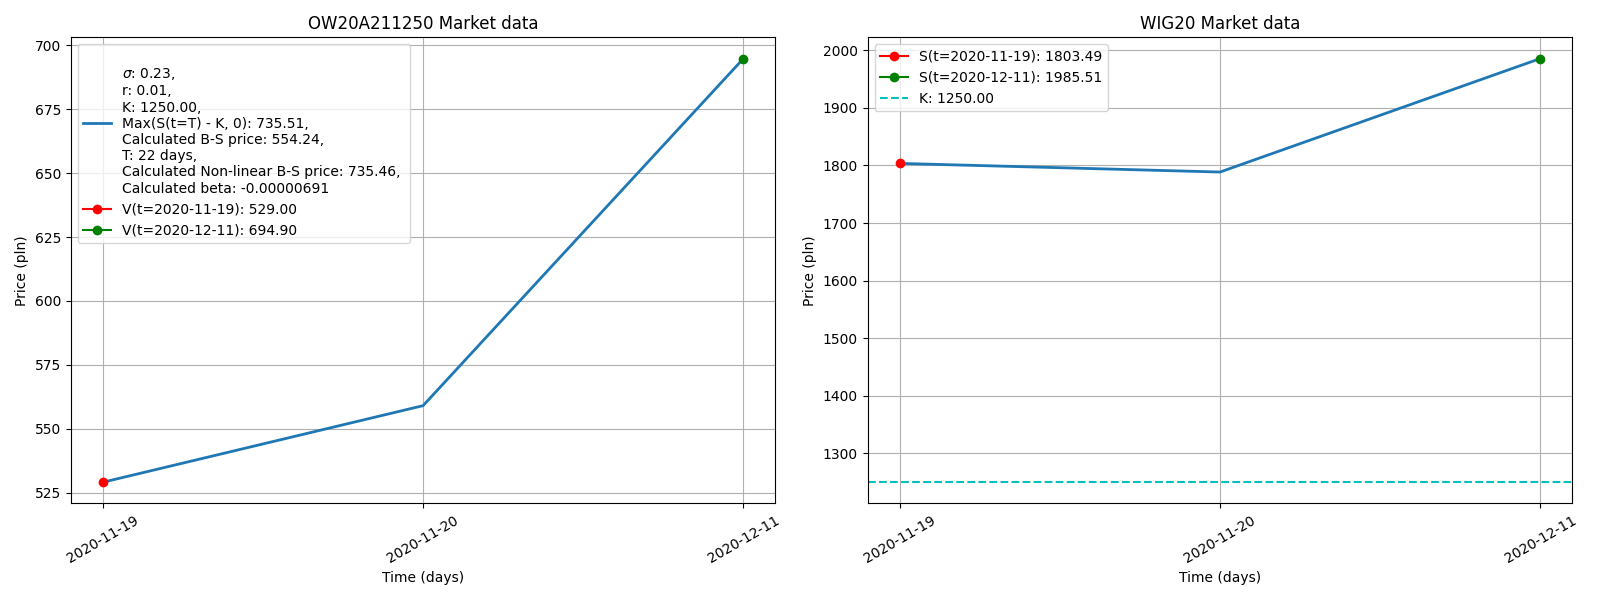 OW20A211250 Market data
700
675
650
625
600
575
550
525
Price (pln)
σ: 0.23,
r: 0.01,
K: 1250.00,
Max(S(t=T) - K, 0): 735.51,
Calculated B-S price: 554.24,
T: 22 days,
Calculated Non-linear B-S price: 735.46,
Calculated beta: -0.00000691
V(t=2020-11-19): 529.00
V(t=2020-12-11): 694.90
2020-11-19
2020-11-20
2020-12-11
Time (days)
WIG20 Market data
2000
1900
1800
1700
1600
1500
1400
1300
Price (pln)
S(t=2020-11-19): 1803.49
S(t=2020-12-11): 1985.51
K: 1250.00
2020-11-19
2020-11-20
2020-12-11
Time (days)